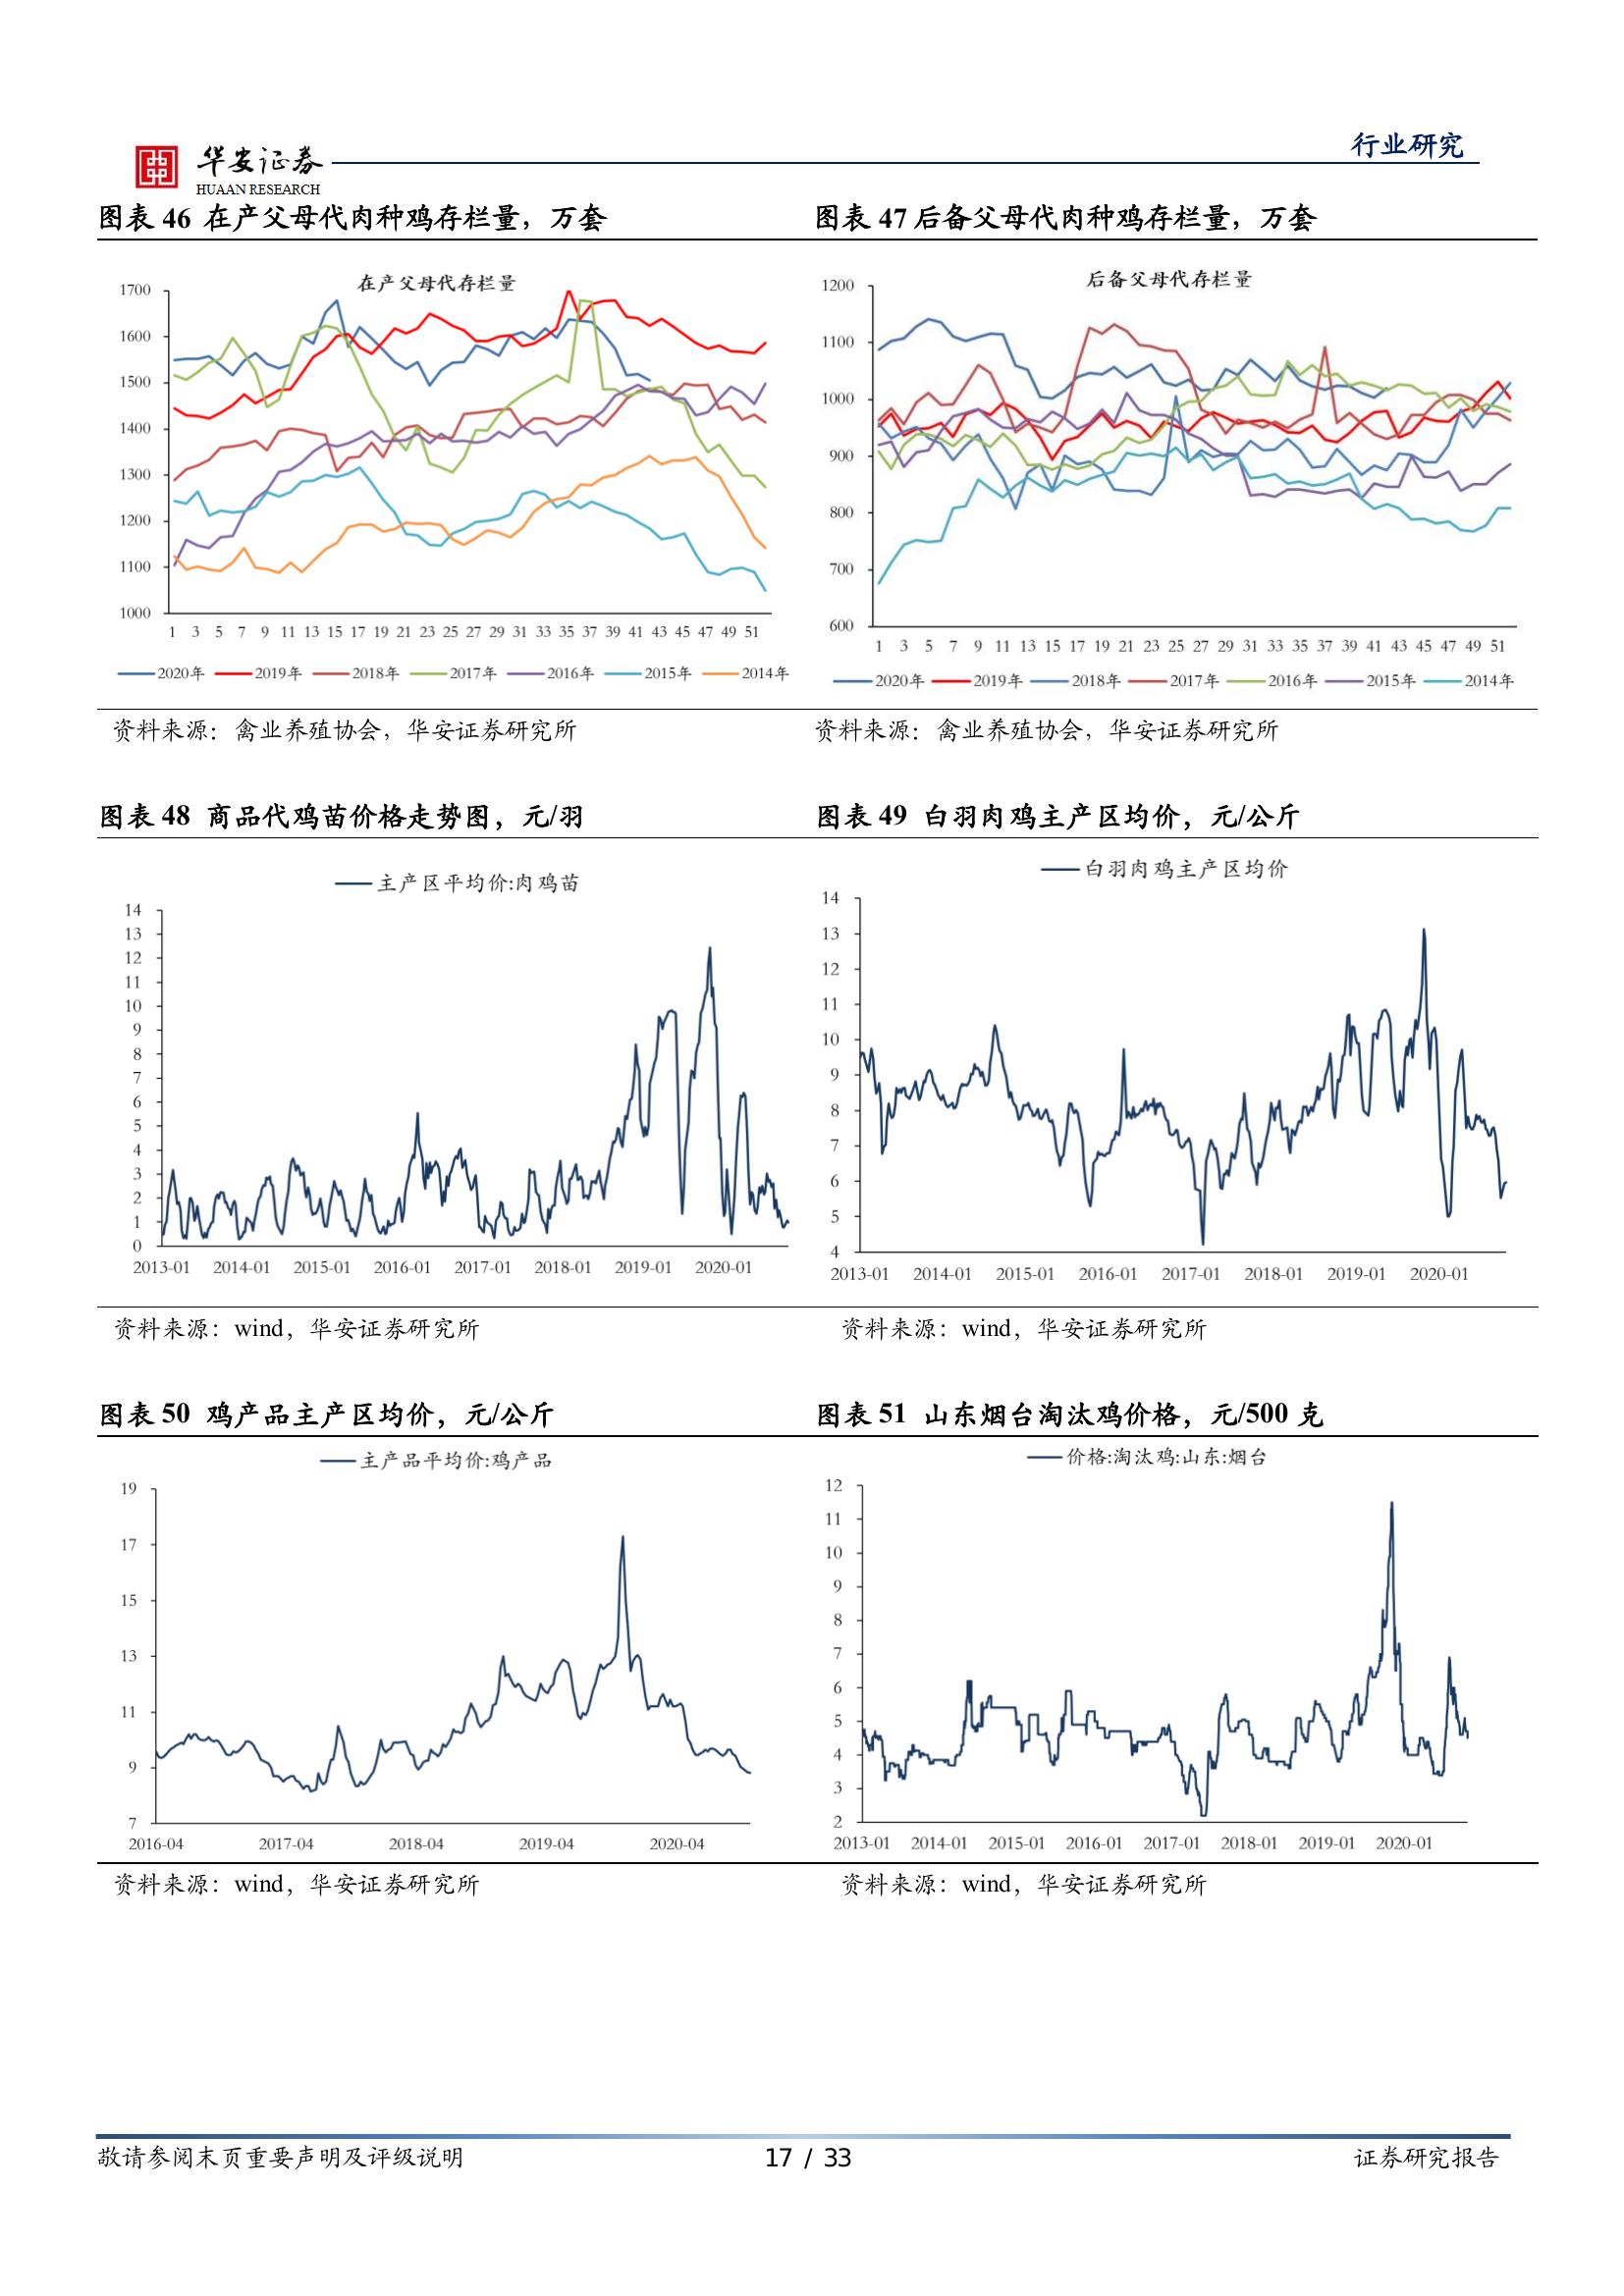 行业研究
华安证券
HUAAN RESEARCH
图表 46 在产父母代肉种鸡存栏量，万套
图表 47 后备父母代肉种鸡存栏量，万套
在产父母代存栏量
1700
1600
1500
1400
1300
1200
1100
1000
1 3 5 7 9 11 13 15 17 19 21 23 25 27 29 31 33 35 37 39 41 43 45 47 49 51
2020年 2019年 2018年 2017年 2016年 2015年 2014年
后备父母代存栏量
1200
1100
1000
900
800
700
600
1 3 5 7 9 11 13 15 17 19 21 23 25 27 29 31 33 35 37 39 41 43 45 47 49 51
2020年 2019年 2018年 2017年 2016年 2015年 2014年
资料来源：禽业养殖协会，华安证券研究所
资料来源：禽业养殖协会，华安证券研究所
图表 48 商品代鸡苗价格走势图，元/羽
图表 49 白羽肉鸡主产区均价，元/公斤
主产区平均价:肉鸡苗
14
13
12
11
10
9
8
7
6
5
4
3
2
1
0
2013-01 2014-01 2015-01 2016-01 2017-01 2018-01 2019-01 2020-01
白羽肉鸡主产区均价
14
13
12
11
10
9
8
7
6
5
4
2013-01 2014-01 2015-01 2016-01 2017-01 2018-01 2019-01 2020-01
资料来源：wind，华安证券研究所
资料来源：wind，华安证券研究所
图表 50 鸡产品主产区均价，元/公斤
图表 51 山东烟台淘汰鸡价格，元/500 克
主产品平均价:鸡产品
19
17
15
13
11
9
7
2016-04 2017-04 2018-04 2019-04 2020-04
价格:淘汰鸡:山东:烟台
12
11
10
9
8
7
6
5
4
3
2
2013-01 2014-01 2015-01 2016-01 2017-01 2018-01 2019-01 2020-01
资料来源：wind，华安证券研究所
资料来源：wind，华安证券研究所
敬请参阅末页重要声明及评级说明
17 / 33
证券研究报告